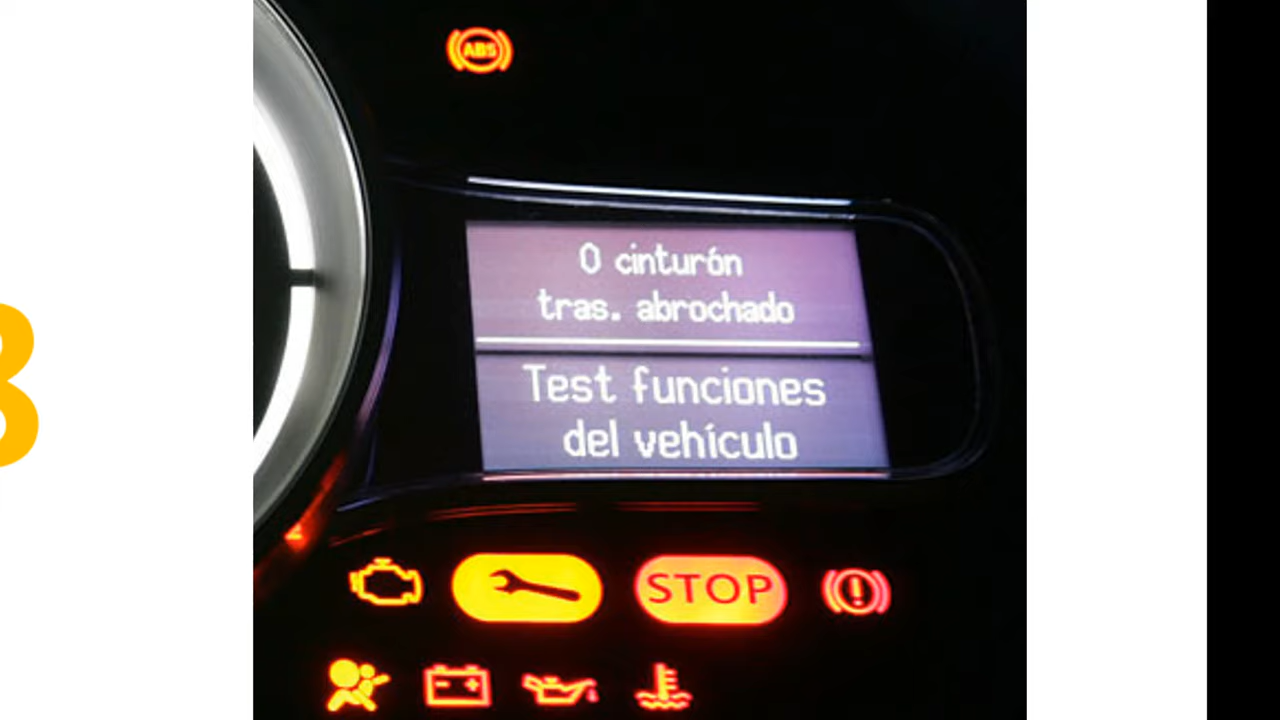 ABS
0 cinturón
tras. abrochado
Test funciones
del vehículo
STOP